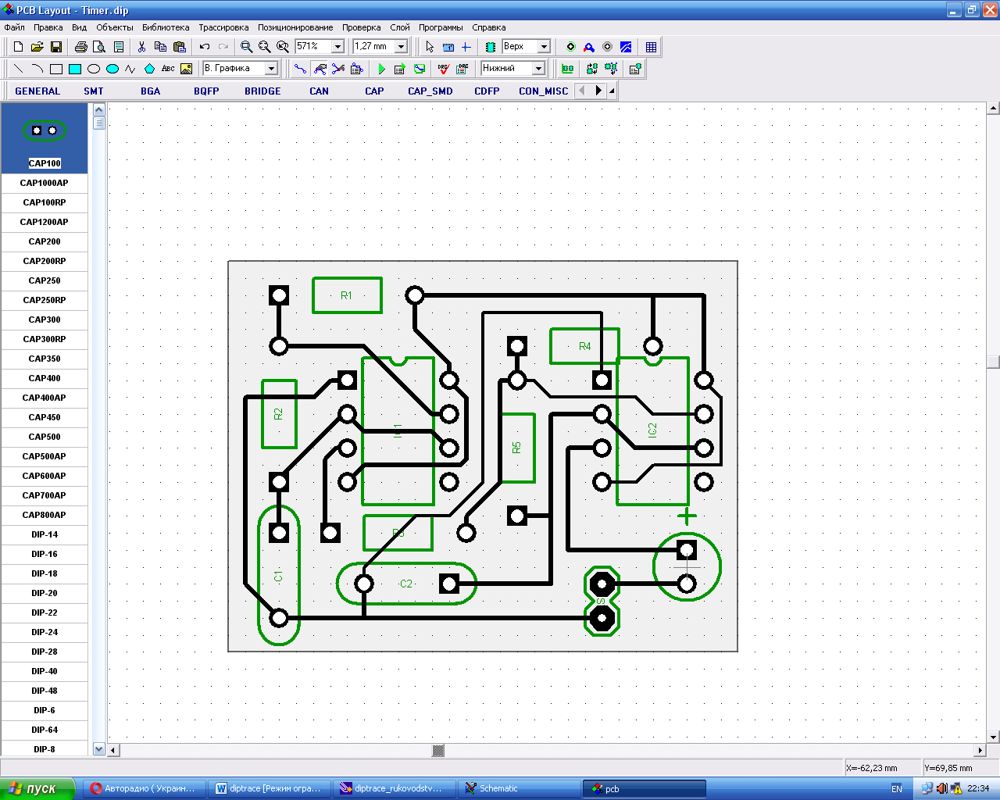 PCB Layout - Timer.dip
Файл Правка Вид Объекты Библиотека Трассировка Позиционирование Проверка Слой Программы Справка
571% 1,27 mm Верх
Abc В. Графика DRC DRC Нижний
GENERAL SMT BGA BQFP BRIDGE CAN CAP CAP_SMD CDFP CON_MISC
CAP100
CAP1000AP
CAP100RP
CAP1200AP
CAP200
CAP200RP
CAP250
CAP250RP
CAP300
CAP300RP
CAP350
CAP400
CAP400AP
CAP450
CAP500
CAP500AP
CAP600AP
CAP700AP
CAP800AP
DIP-14
DIP-16
DIP-18
DIP-20
DIP-22
DIP-24
DIP-28
DIP-40
DIP-48
DIP-6
DIP-64
DIP-8
R1
R4
R2
IC1
IC2
R5
R3
C1
C2
X=-62,23 mm Y=69,85 mm
пуск Авторадио ( Украин... diptrace [Режим огра... diptrace_rukovodstv... Schematic pcb EN 22:34